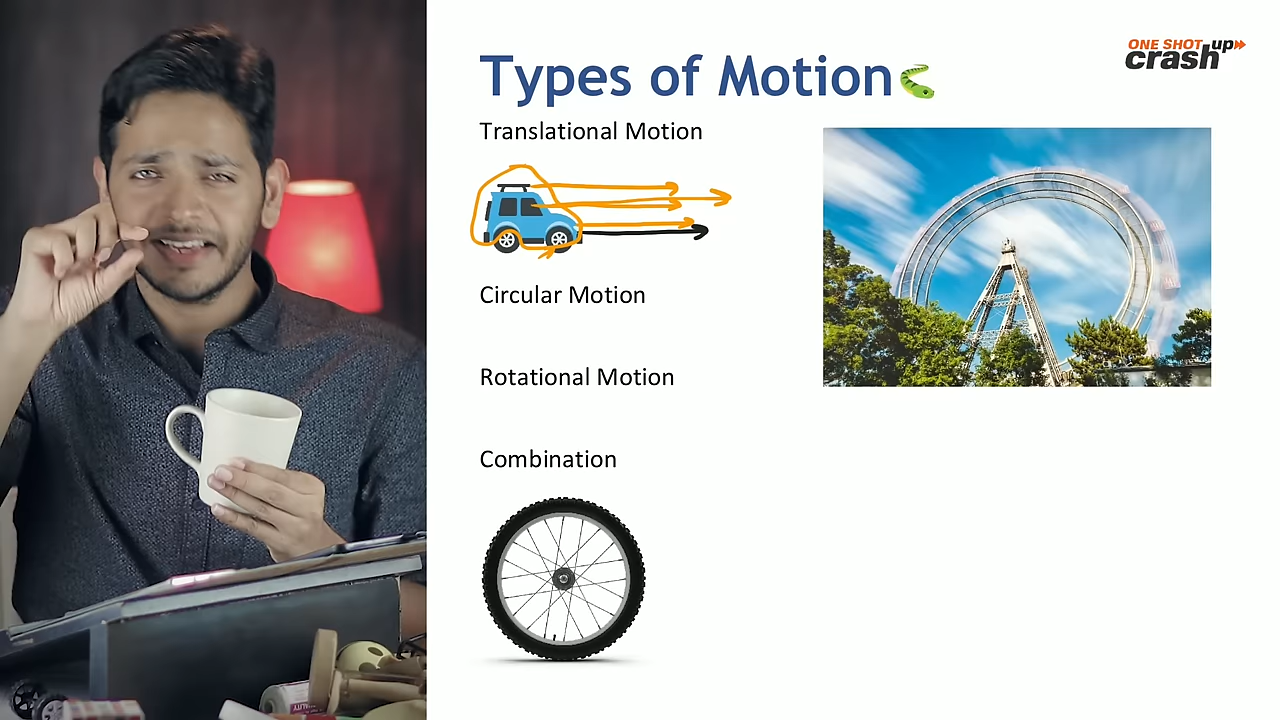 Types of Motion
ONE SHOT
crash up
Translational Motion
Circular Motion
Rotational Motion
Combination